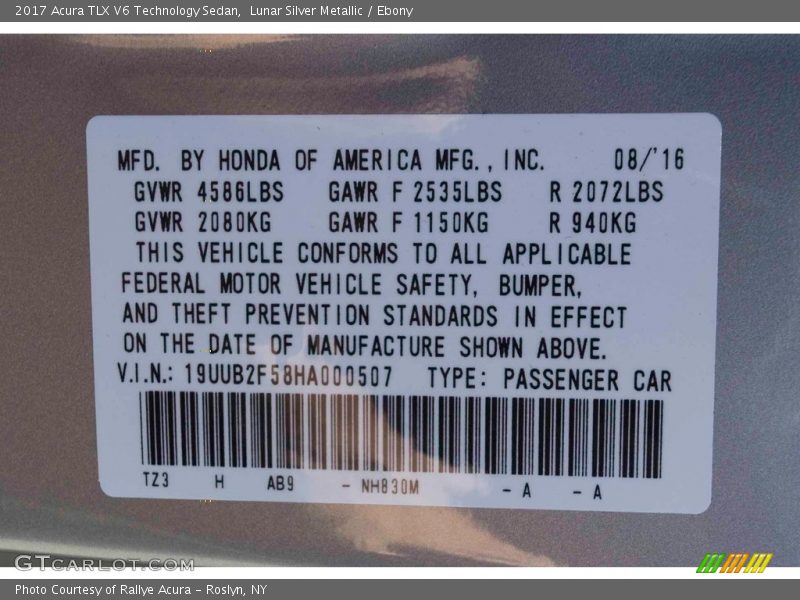 2017 Acura TLX V6 Technology Sedan, Lunar Silver Metallic / Ebony
MFD. BY HONDA OF AMERICA MFG., INC. 08/'16
GVWR 4586LBS GAWR F 2535LBS R 2072LBS
GVWR 2080KG GAWR F 1150KG R 940KG
THIS VEHICLE CONFORMS TO ALL APPLICABLE
FEDERAL MOTOR VEHICLE SAFETY, BUMPER,
AND THEFT PREVENTION STANDARDS IN EFFECT
ON THE DATE OF MANUFACTURE SHOWN ABOVE.
V.I.N.: 19UUB2F58HA000507 TYPE: PASSENGER CAR
TZ3 H AB9 - NH830M - A - A
GTCARLOT.COM
Photo Courtesy of Rallye Acura - Roslyn, NY